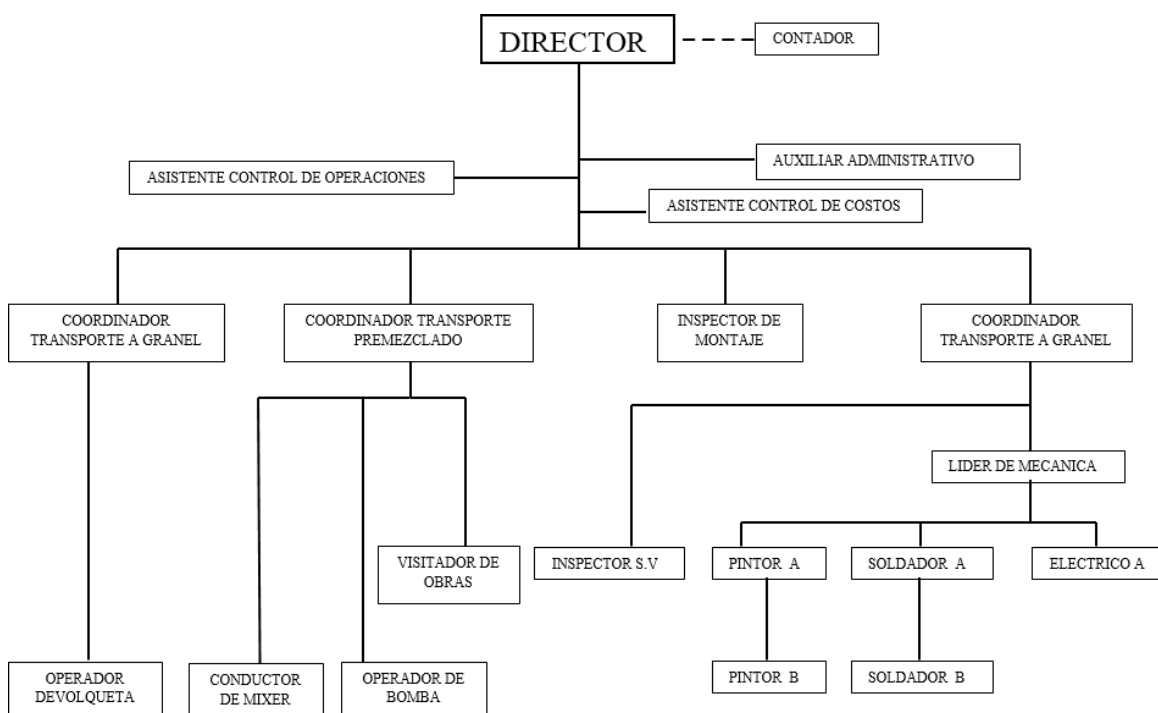 DIRECTOR
CONTADOR
AUXILIAR ADMINISTRATIVO
ASISTENTE CONTROL DE OPERACIONES
ASISTENTE CONTROL DE COSTOS
COORDINADOR
TRANSPORTE A GRANEL
COORDINADOR TRANSPORTE
PREMEZCLADO
INSPECTOR DE
MONTAJE
COORDINADOR
TRANSPORTE A GRANEL
LIDER DE MECANICA
VISITADOR DE
OBRAS
INSPECTOR S.V
PINTOR A
SOLDADOR A
ELECTRICO A
OPERADOR
DEVOLQUETA
CONDUCTOR
DE MIXER
OPERADOR DE
BOMBA
PINTOR B
SOLDADOR B